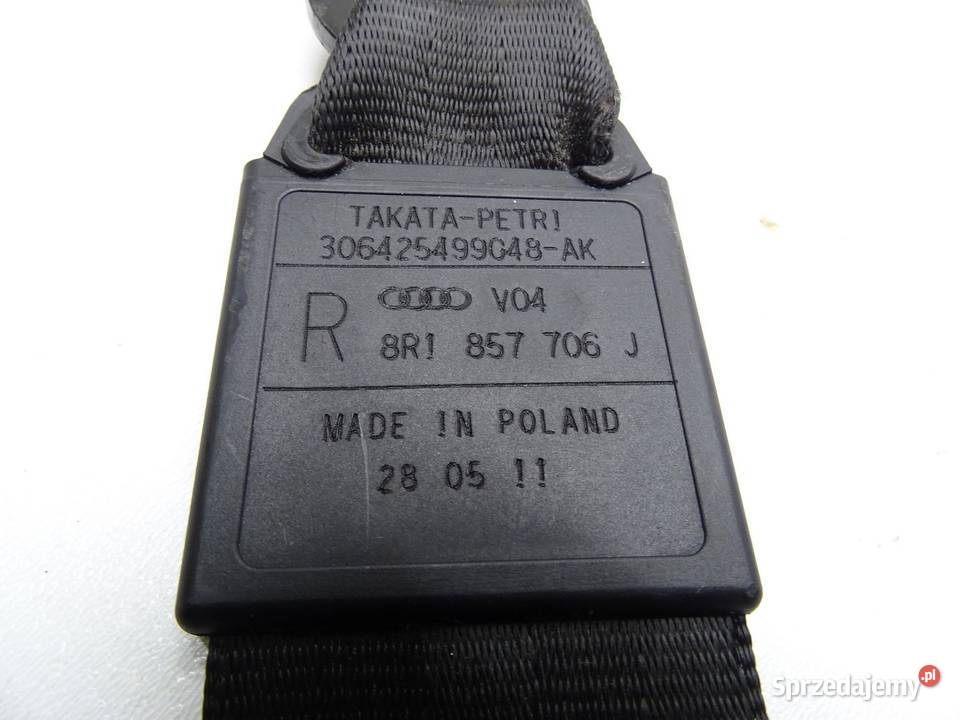 TAKATA-PETRI
306425499048-AK
R V04
8R1 857 706 J
MADE IN POLAND
28 05 11
Sprzedajemy.pl